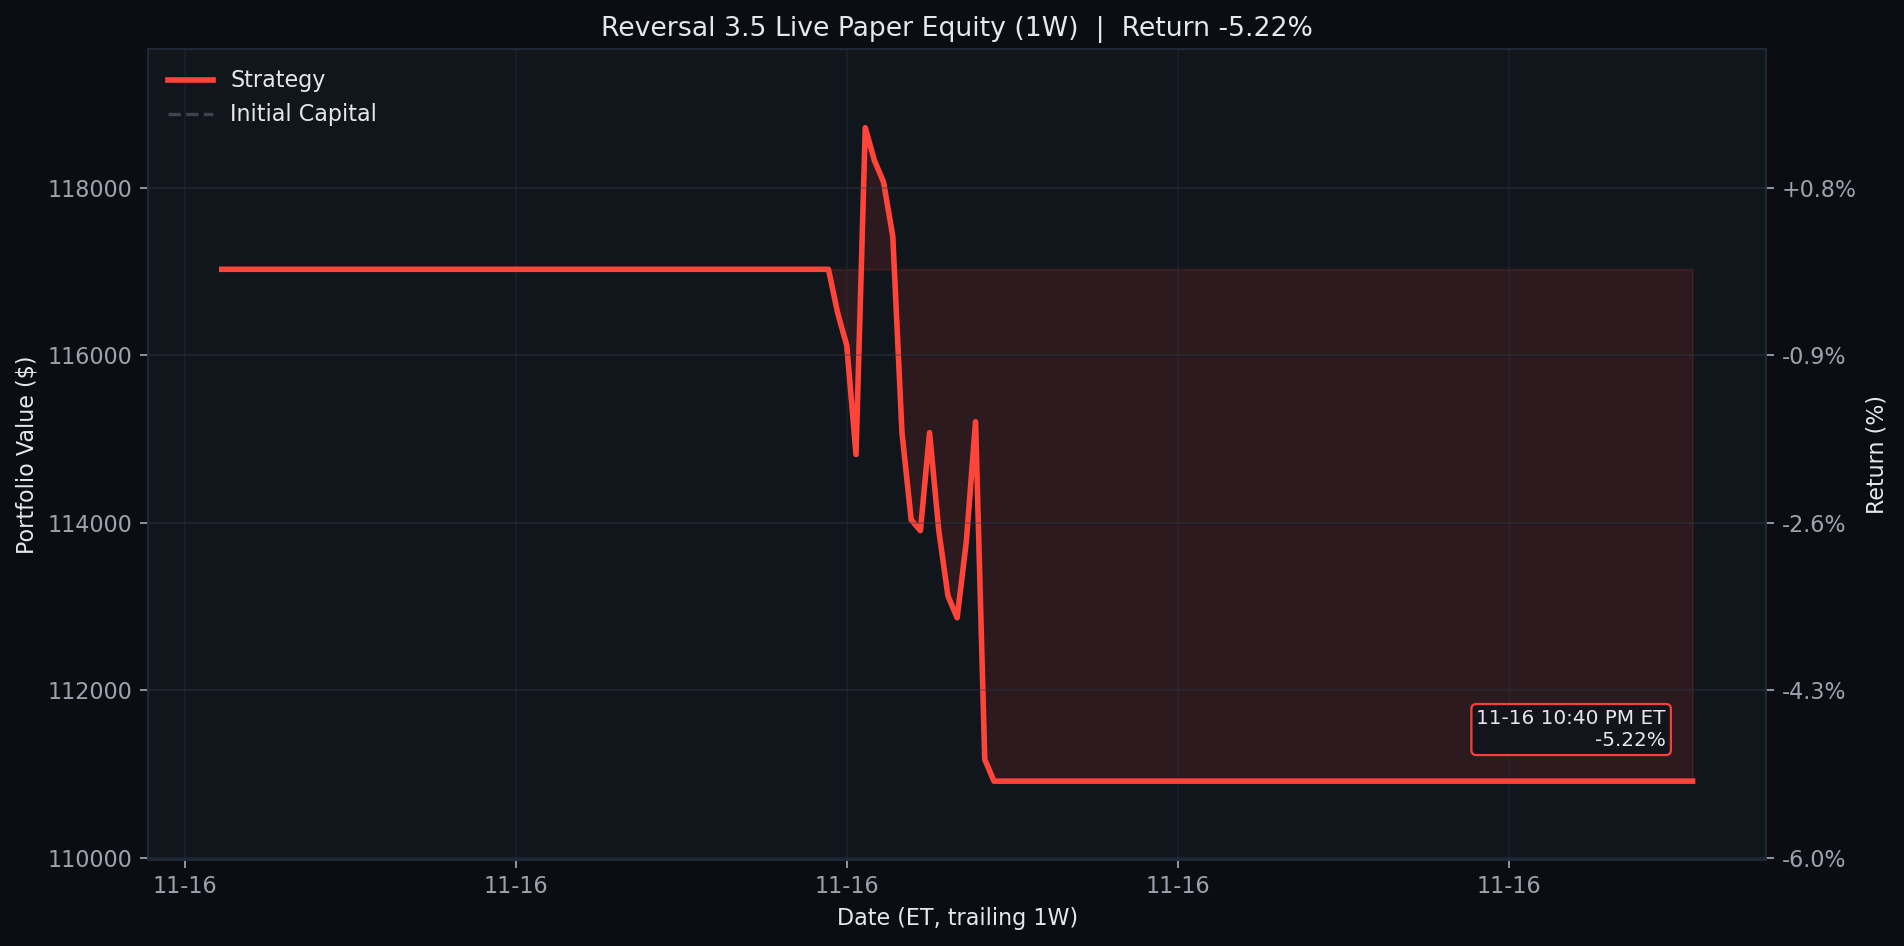 Reversal 3.5 Live Paper Equity (1W)  |  Return -5.22%
Strategy
Initial Capital
Portfolio Value ($)
118000
116000
114000
112000
110000
+0.8%
-0.9%
-2.6%
-4.3%
-6.0%
Return (%)
11-16 10:40 PM ET
-5.22%
11-16
11-16
11-16
11-16
11-16
Date (ET, trailing 1W)